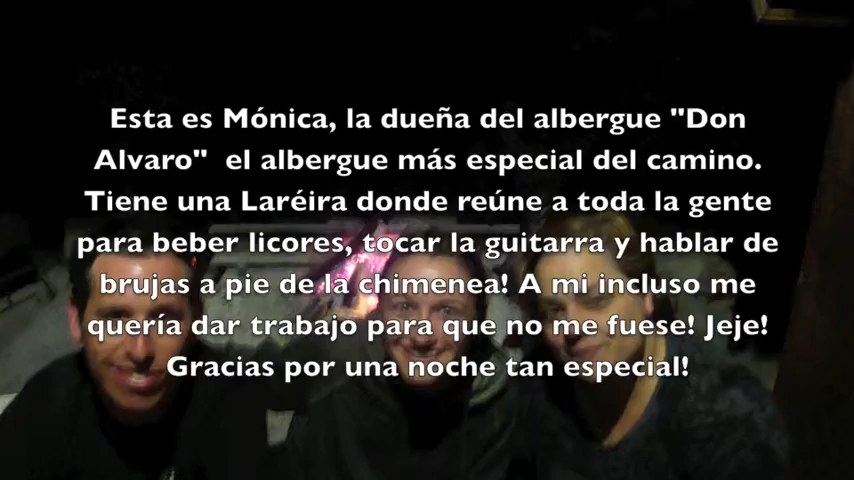 Esta es Mónica, la dueña del albergue "Don
Alvaro"  el albergue más especial del camino.
Tiene una Laréira donde reúne a toda la gente
para beber licores, tocar la guitarra y hablar de
brujas a pie de la chimenea! A mi incluso me
quería dar trabajo para que no me fuese! Jeje!
Gracias por una noche tan especial!